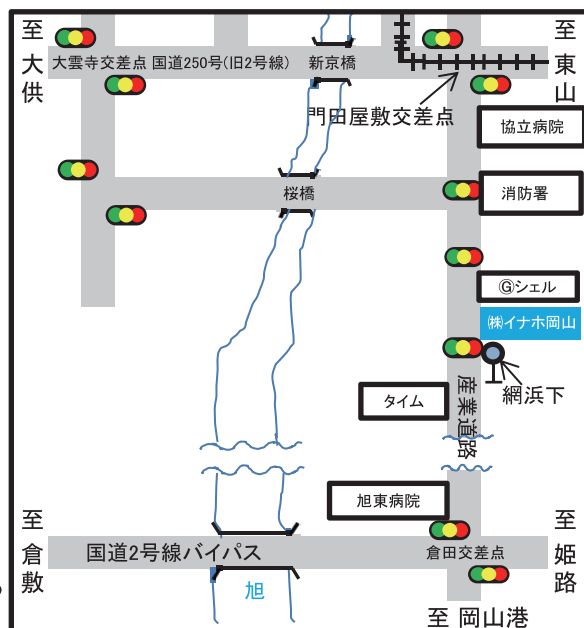 至大供
至東山
大雲寺交差点
国道250号(旧2号線)
新京橋
門田屋敷交差点
協立病院
桜橋
消防署
Ⓖシェル
㈱イナホ岡山
網浜下
タイム
産業道路
旭東病院
至倉敷
至姫路
国道2号線バイパス
倉田交差点
旭
至 岡山港